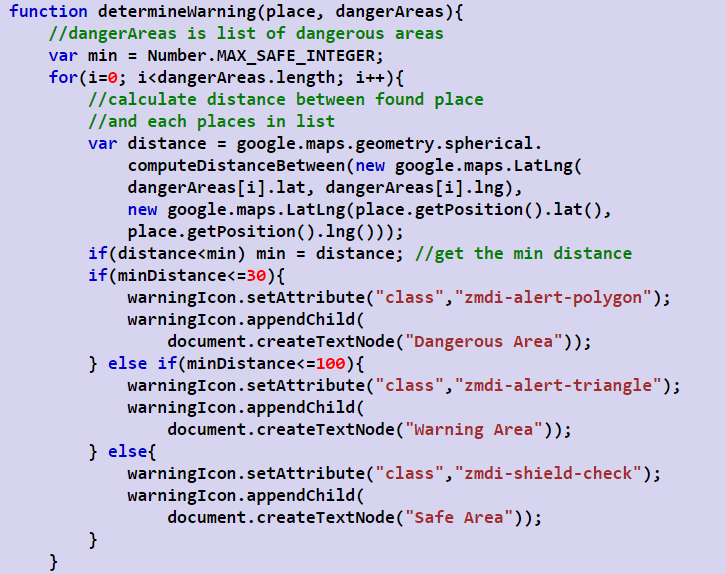 function determineWarning(place, dangerAreas){
//dangerAreas is list of dangerous areas
var min = Number.MAX_SAFE_INTEGER;
for(i=0; i<dangerAreas.length; i++){
//calculate distance between found place
//and each places in list
var distance = google.maps.geometry.spherical.
computeDistanceBetween(new google.maps.LatLng(
dangerAreas[i].lat, dangerAreas[i].lng),
new google.maps.LatLng(place.getPosition().lat(),
place.getPosition().lng()));
if(distance<min) min = distance; //get the min distance
if(minDistance<=30){
warningIcon.setAttribute("class","zmdi-alert-polygon");
warningIcon.appendChild(
document.createTextNode("Dangerous Area"));
} else if(minDistance<=100){
warningIcon.setAttribute("class","zmdi-alert-triangle");
warningIcon.appendChild(
document.createTextNode("Warning Area"));
} else{
warningIcon.setAttribute("class","zmdi-shield-check");
warningIcon.appendChild(
document.createTextNode("Safe Area"));
}
}